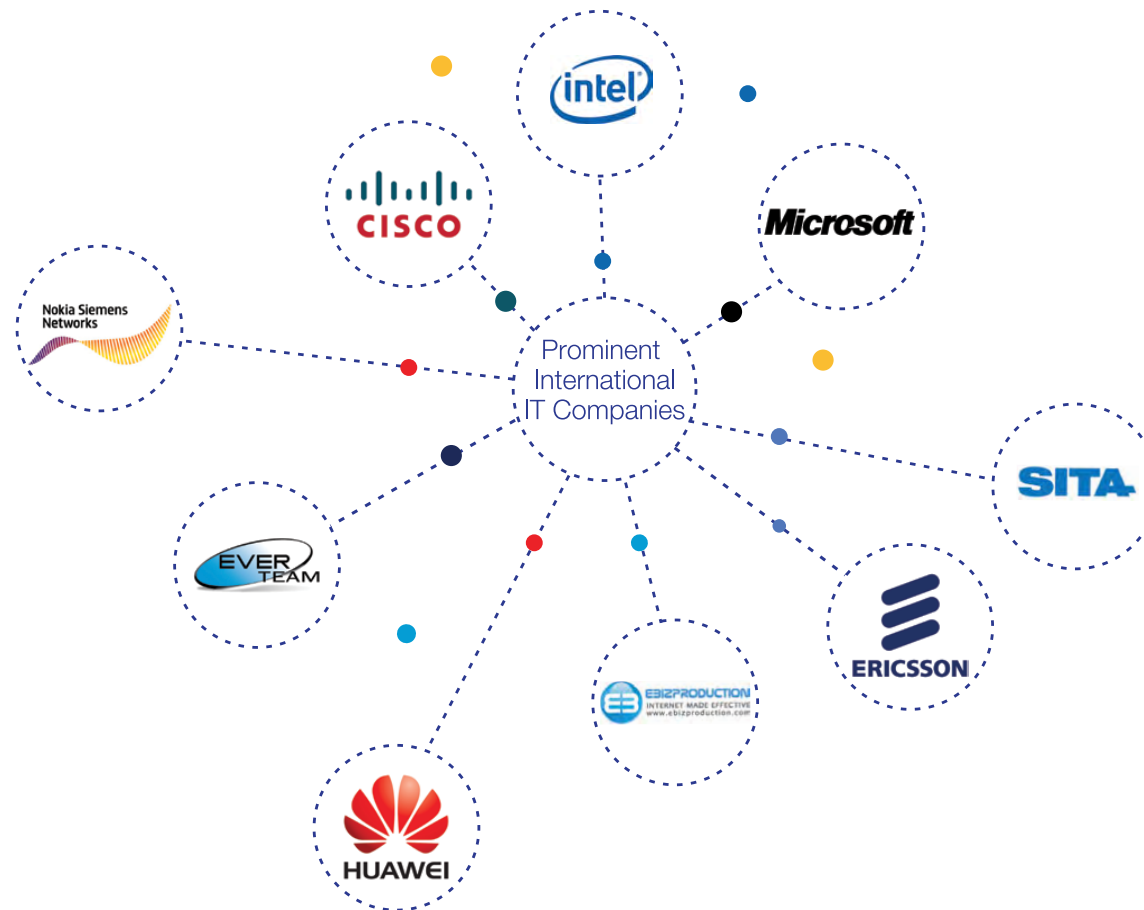 intel
CISCO
Microsoft
Nokia Siemens
Networks
Prominent
International
IT Companies
SITA
EVER
TEAM
ERICSSON
EBIZPRODUCTION
INTERNET MADE EFFECTIVE
www.ebizproduction.com
HUAWEI